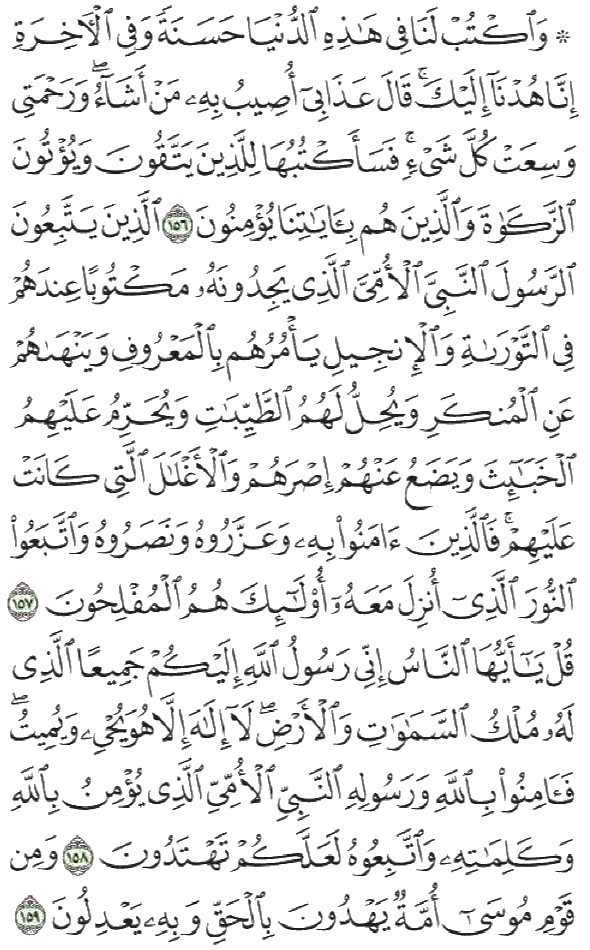 ۞ وَٱكۡتُبۡ لَنَا فِي هَٰذِهِ ٱلدُّنۡيَا حَسَنَةٗ وَفِي ٱلۡأٓخِرَةِ
إِنَّا هُدۡنَآ إِلَيۡكَۚ قَالَ عَذَابِيٓ أُصِيبُ بِهِۦ مَنۡ أَشَآءُۖ وَرَحۡمَتِي
وَسِعَتۡ كُلَّ شَيۡءٖۚ فَسَأَكۡتُبُهَا لِلَّذِينَ يَتَّقُونَ وَيُؤۡتُونَ
ٱلزَّكَوٰةَ وَٱلَّذِينَ هُم بِـَٔايَٰتِنَا يُؤۡمِنُونَ ١٥٦ ٱلَّذِينَ يَتَّبِعُونَ
ٱلرَّسُولَ ٱلنَّبِيَّ ٱلۡأُمِّيَّ ٱلَّذِي يَجِدُونَهُۥ مَكۡتُوبًا عِندَهُمۡ
فِي ٱلتَّوۡرَىٰةِ وَٱلۡإِنجِيلِ يَأۡمُرُهُم بِٱلۡمَعۡرُوفِ وَيَنۡهَىٰهُمۡ
عَنِ ٱلۡمُنكَرِ وَيُحِلُّ لَهُمُ ٱلطَّيِّبَٰتِ وَيُحَرِّمُ عَلَيۡهِمُ
ٱلۡخَبَٰٓئِثَ وَيَضَعُ عَنۡهُمۡ إِصۡرَهُمۡ وَٱلۡأَغۡلَٰلَ ٱلَّتِي كَانَتۡ
عَلَيۡهِمۡۚ فَٱلَّذِينَ ءَامَنُواْ بِهِۦ وَعَزَّرُوهُ وَنَصَرُوهُ وَٱتَّبَعُواْ
ٱلنُّورَ ٱلَّذِيٓ أُنزِلَ مَعَهُۥٓ أُوْلَٰٓئِكَ هُمُ ٱلۡمُفۡلِحُونَ ١٥٧
قُلۡ يَٰٓأَيُّهَا ٱلنَّاسُ إِنِّي رَسُولُ ٱللَّهِ إِلَيۡكُمۡ جَمِيعًا ٱلَّذِي
لَهُۥ مُلۡكُ ٱلسَّمَٰوَٰتِ وَٱلۡأَرۡضِۖ لَآ إِلَٰهَ إِلَّا هُوَ يُحۡيِۦ وَيُمِيتُۖ
فَـَٔامِنُواْ بِٱللَّهِ وَرَسُولِهِ ٱلنَّبِيِّ ٱلۡأُمِّيِّ ٱلَّذِي يُؤۡمِنُ بِٱللَّهِ
وَكَلِمَٰتِهِۦ وَٱتَّبِعُوهُ لَعَلَّكُمۡ تَهۡتَدُونَ ١٥٨ وَمِن
قَوۡمِ مُوسَىٰٓ أُمَّةٞ يَهۡدُونَ بِٱلۡحَقِّ وَبِهِۦ يَعۡدِلُونَ ١٥٩